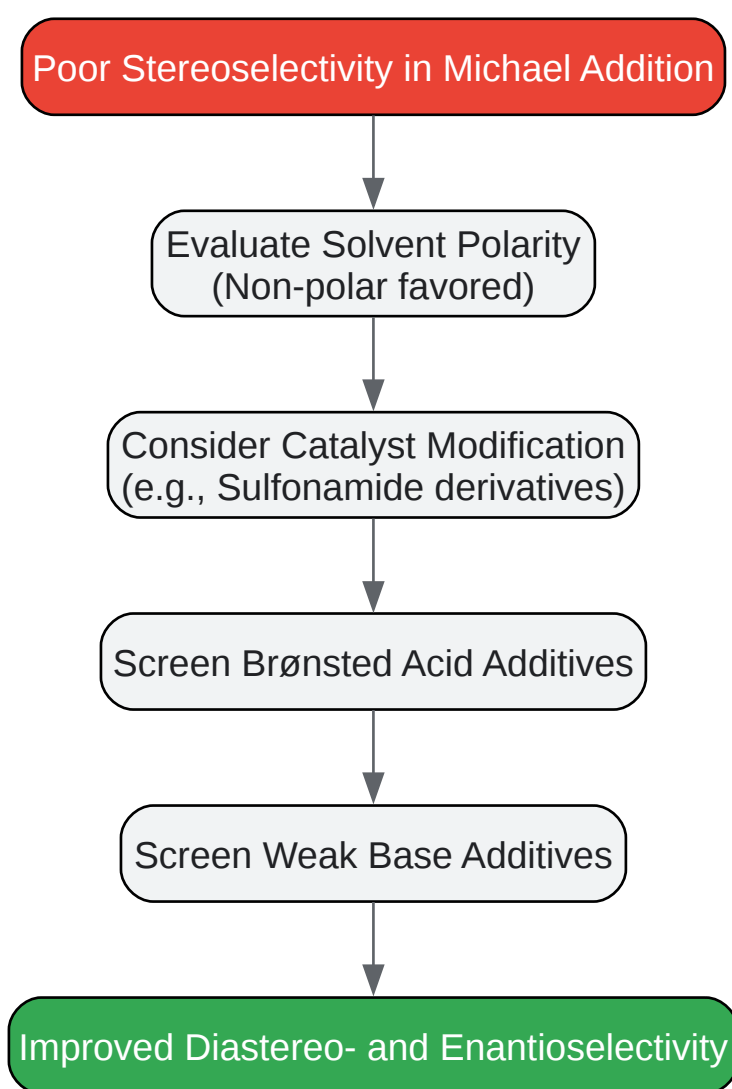 Poor Stereoselectivity in Michael Addition
Evaluate Solvent Polarity
(Non-polar favored)
Consider Catalyst Modification
(e.g., Sulfonamide derivatives)
Screen Brønsted Acid Additives
Screen Weak Base Additives
Improved Diastereo- and Enantioselectivity